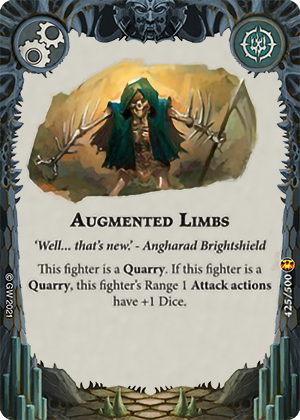 AUGMENTED LIMBS
'Well... that's new.' - Angharad Brightshield
This fighter is a Quarry. If this fighter is a
Quarry, this fighter's Range 1 Attack actions
have +1 Dice.
© GW 2021
425/500